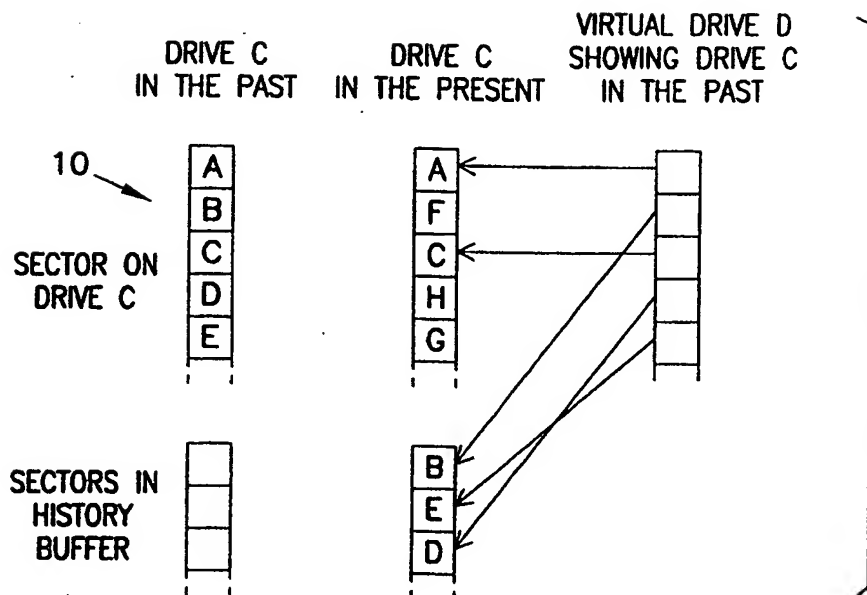 DRIVE C
IN THE PAST
DRIVE C
IN THE PRESENT
VIRTUAL DRIVE D
SHOWING DRIVE C
IN THE PAST
10
SECTOR ON
DRIVE C
A
B
C
D
E
A
F
C
H
G
SECTORS IN
HISTORY
BUFFER
B
E
D